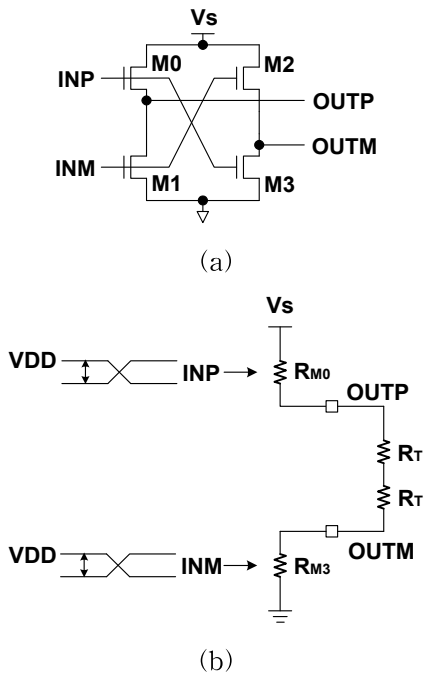 Vs
M0
M2
INP
OUTP
OUTM
INM
M1
M3
(a)
Vs
VDD
INP
RM0
OUTP
RT
RT
VDD
INM
OUTM
RM3
(b)